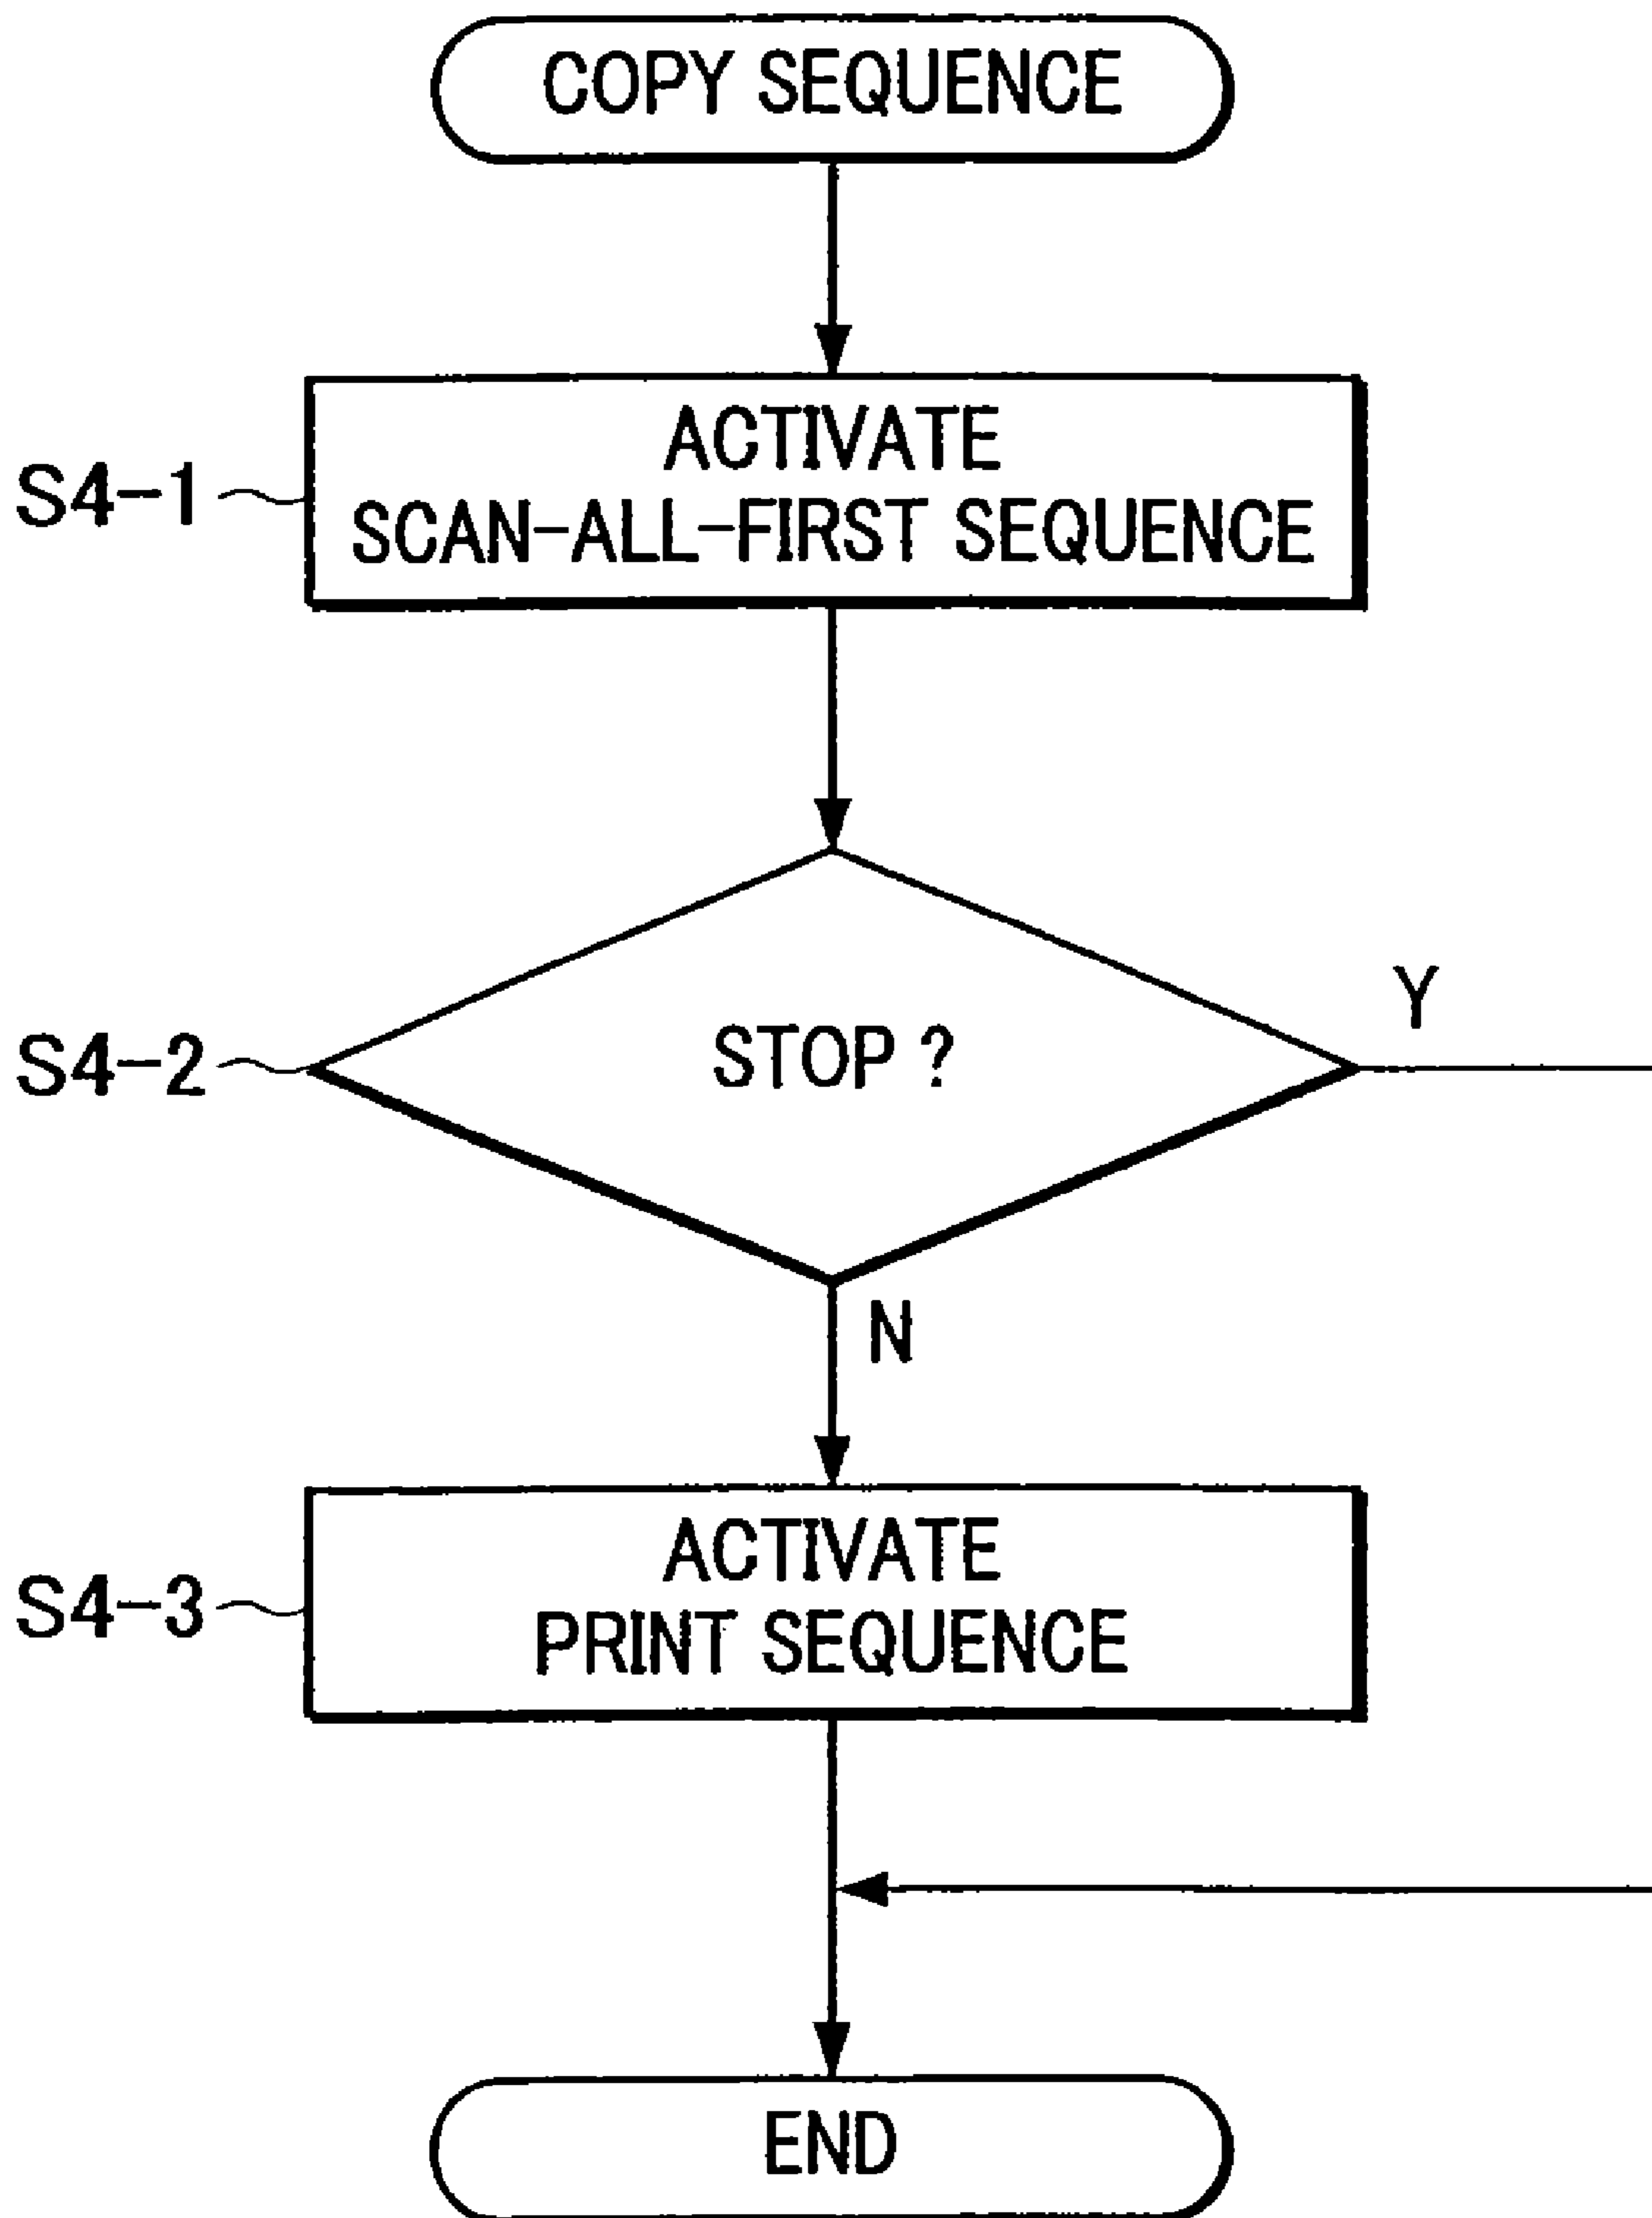 COPY SEQUENCE
S4-1
ACTIVATE
SCAN-ALL-FIRST SEQUENCE
S4-2
STOP ?
Y
N
S4-3
ACTIVATE
PRINT SEQUENCE
END